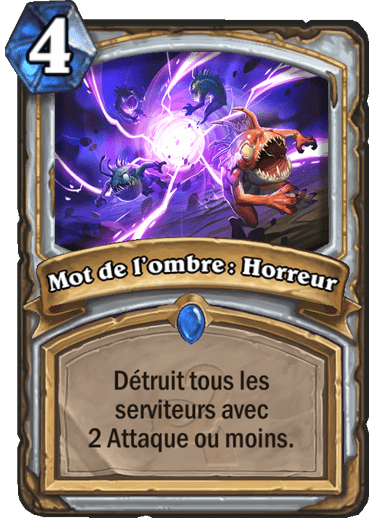 4
Mot de l'ombre : Horreur
Détruit tous les
serviteurs avec
2 Attaque ou moins.